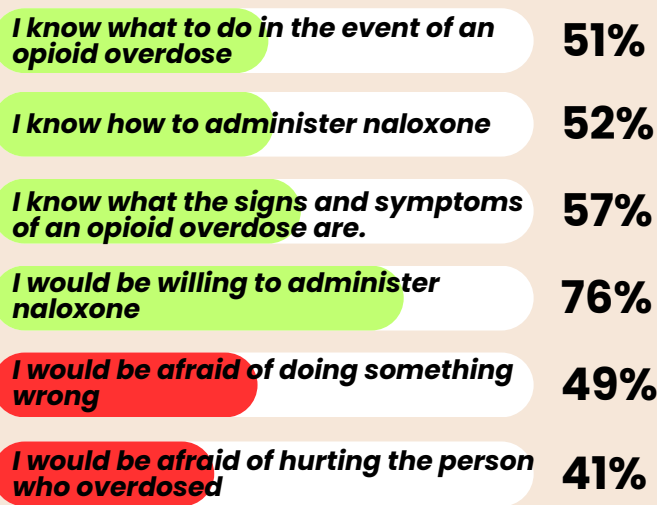 I know what to do in the event of an
opioid overdose
51%
I know how to administer naloxone
52%
I know what the signs and symptoms
of an opioid overdose are.
57%
I would be willing to administer
naloxone
76%
I would be afraid of doing something
wrong
49%
I would be afraid of hurting the person
who overdosed
41%